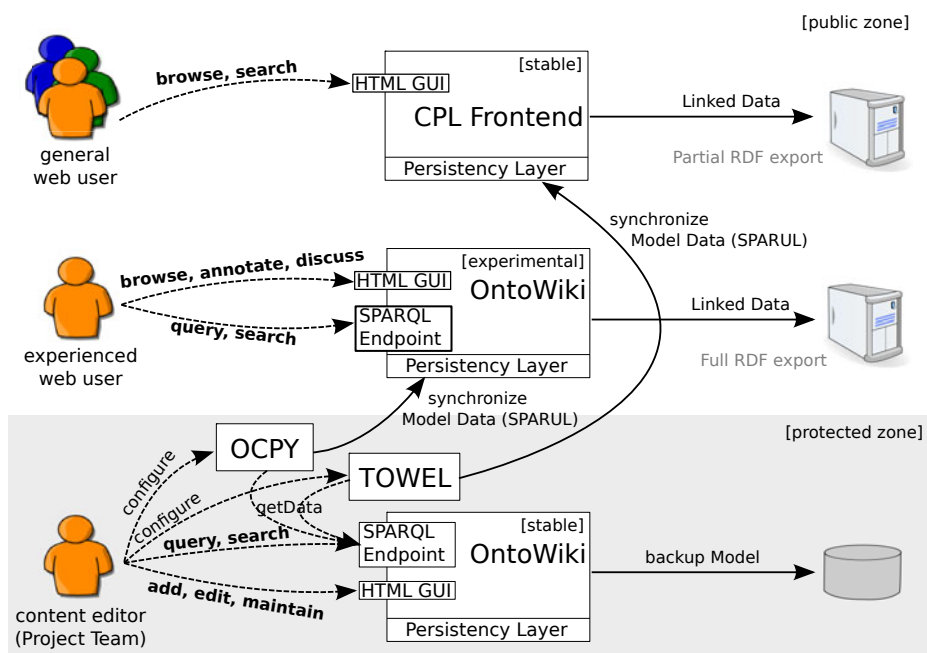 [public zone]
browse, search
[stable]
HTML GUI
CPL Frontend
Persistency Layer
Linked Data
Partial RDF export
general
web user
synchronize
Model Data (SPARUL)
browse, annotate, discuss
[experimental]
HTML GUI
OntoWiki
query, search
SPARQL
Endpoint
Persistency Layer
Linked Data
Full RDF export
experienced
web user
synchronize
Model Data (SPARUL)
[protected zone]
OCPY
TOWEL
configure
configure
getData
query, search
[stable]
SPARQL
Endpoint
OntoWiki
add, edit, maintain
HTML GUI
Persistency Layer
backup Model
content editor
(Project Team)